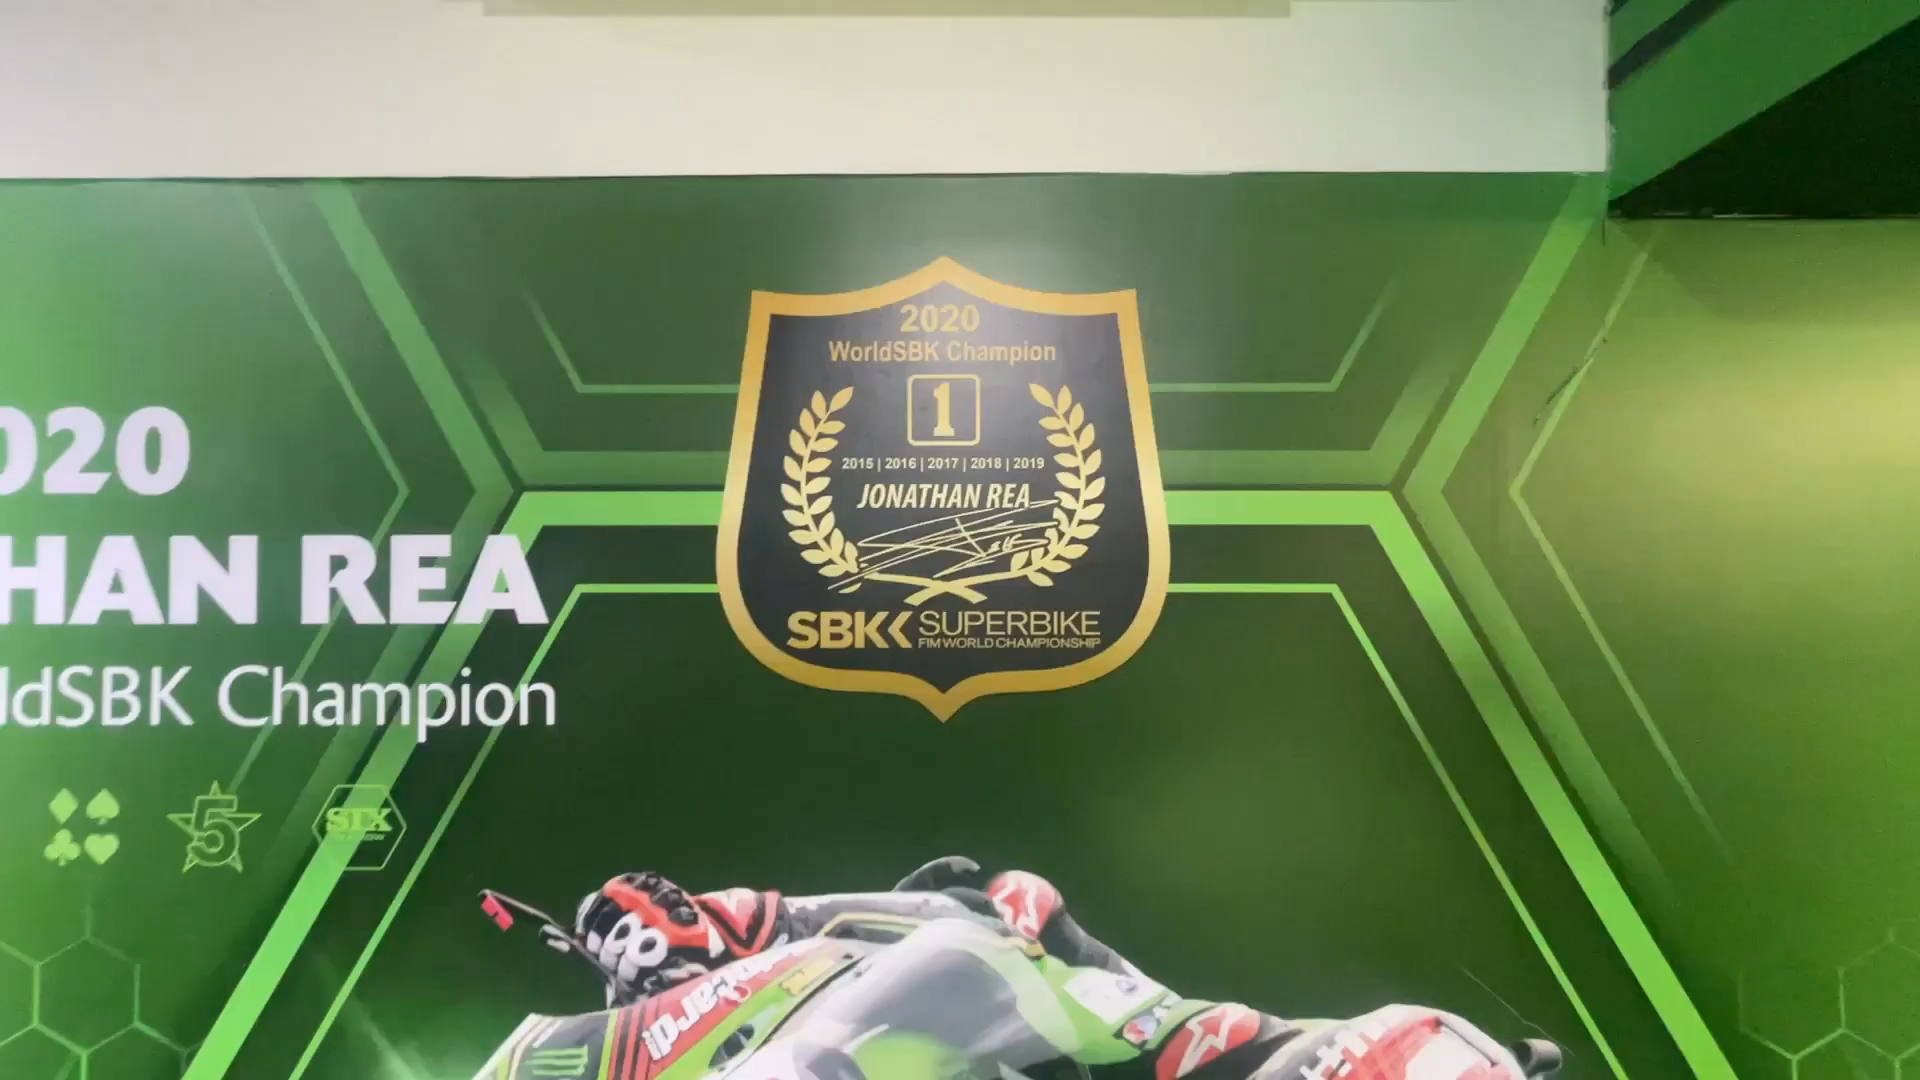 2020
WorldSBK Champion
1
2015 | 2016 | 2017 | 2018 | 2019
JONATHAN REA
SBK SUPERBIKE
FIM WORLD CHAMPIONSHIP
020
HAN REA
ldSBK Champion
5
SIX